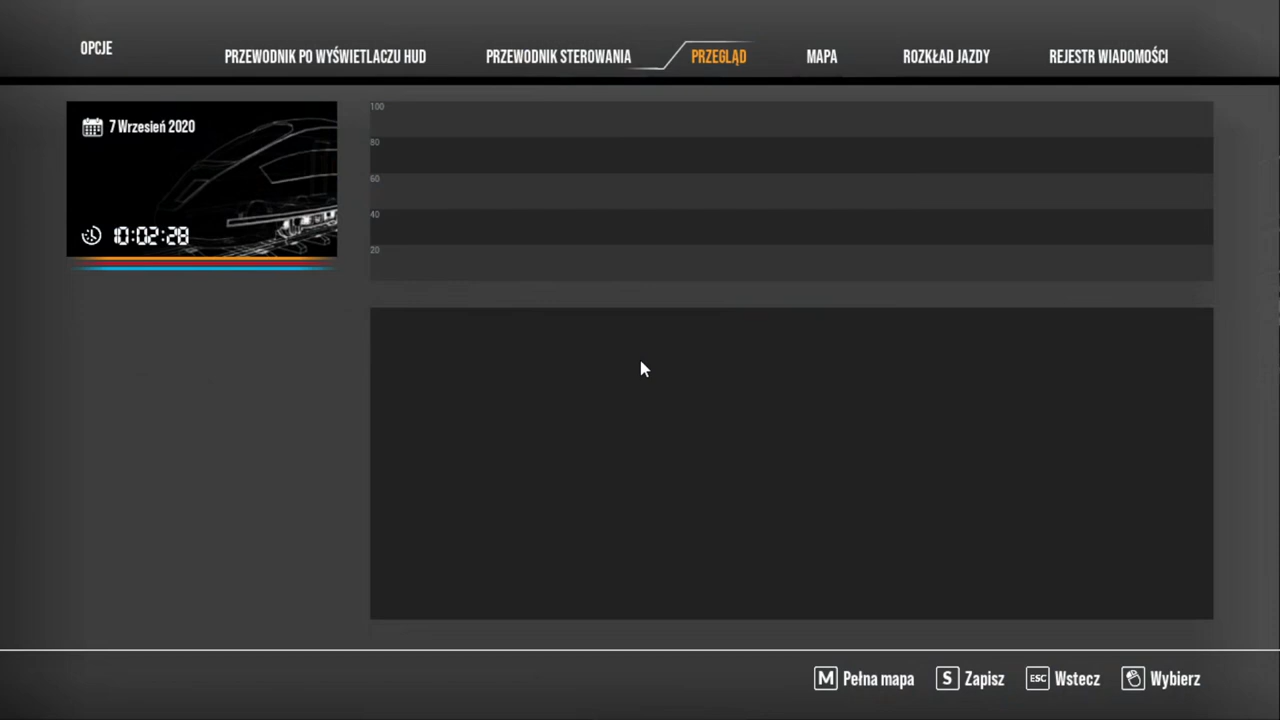 OPCJE
PRZEWODNIK PO WYŚWIETLACZU HUD
PRZEWODNIK STEROWANIA
PRZEGLĄD
MAPA
ROZKŁAD JAZDY
REJESTR WIADOMOŚCI
7 Wrzesień 2020
10:02:28
100
80
60
40
20
M Pełna mapa
S Zapisz
ESC Wstecz
Wybierz